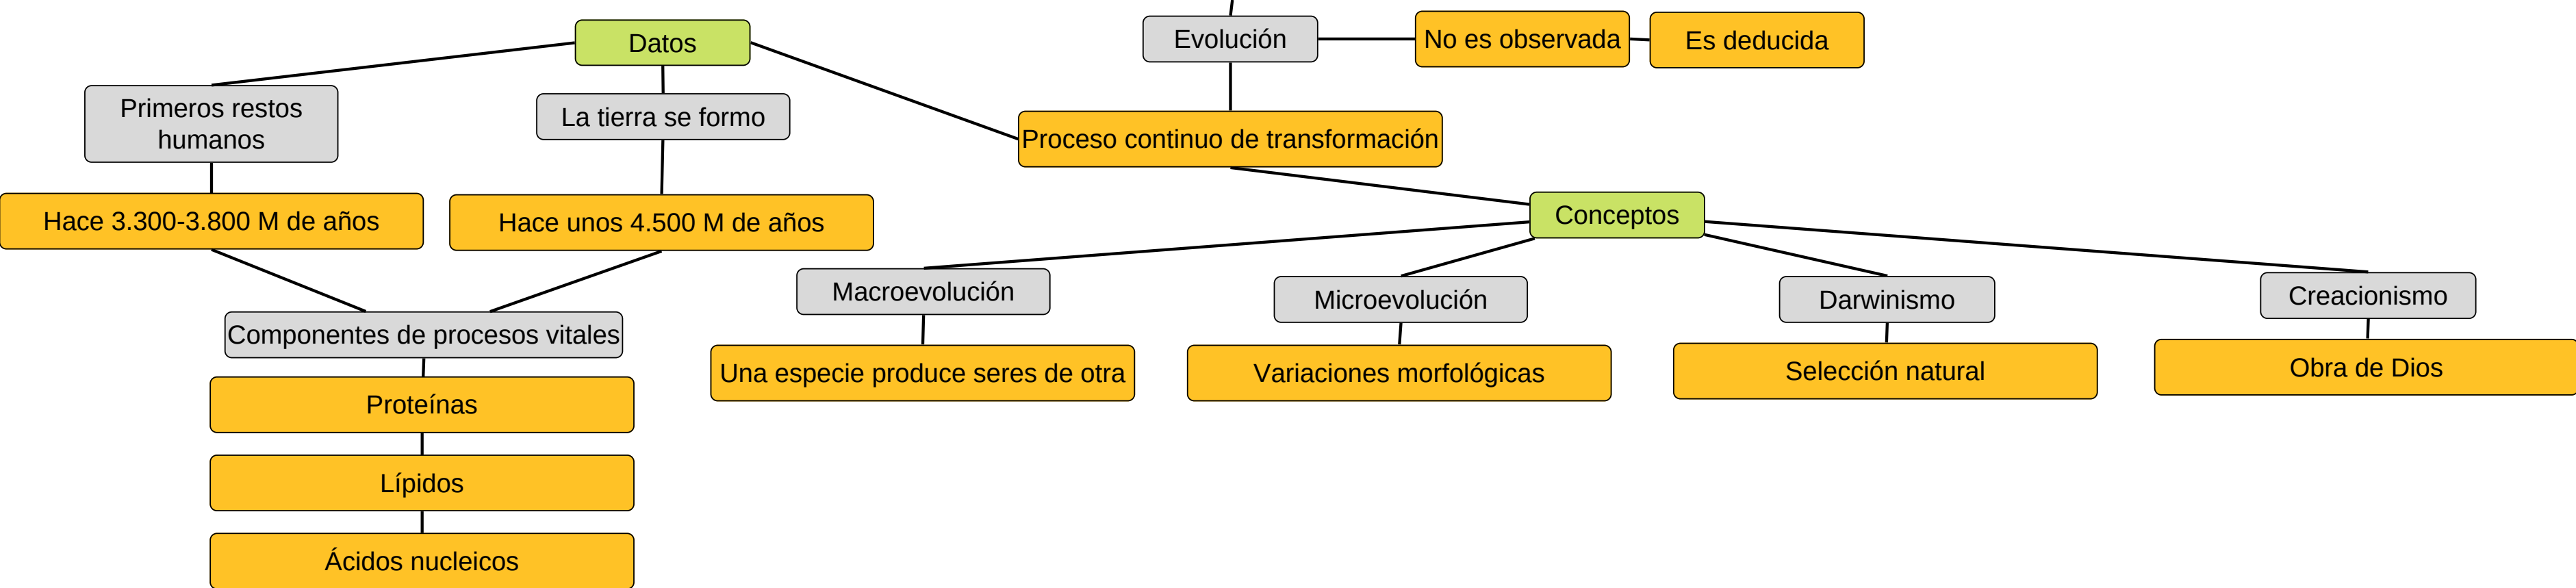 Datos
Evolución
No es observada
Es deducida
Primeros restos
humanos
La tierra se formo
Proceso continuo de transformación
Hace 3.300-3.800 M de años
Hace unos 4.500 M de años
Conceptos
Componentes de procesos vitales
Macroevolución
Microevolución
Darwinismo
Creacionismo
Una especie produce seres de otra
Variaciones morfológicas
Selección natural
Obra de Dios
Proteínas
Lípidos
Ácidos nucleicos